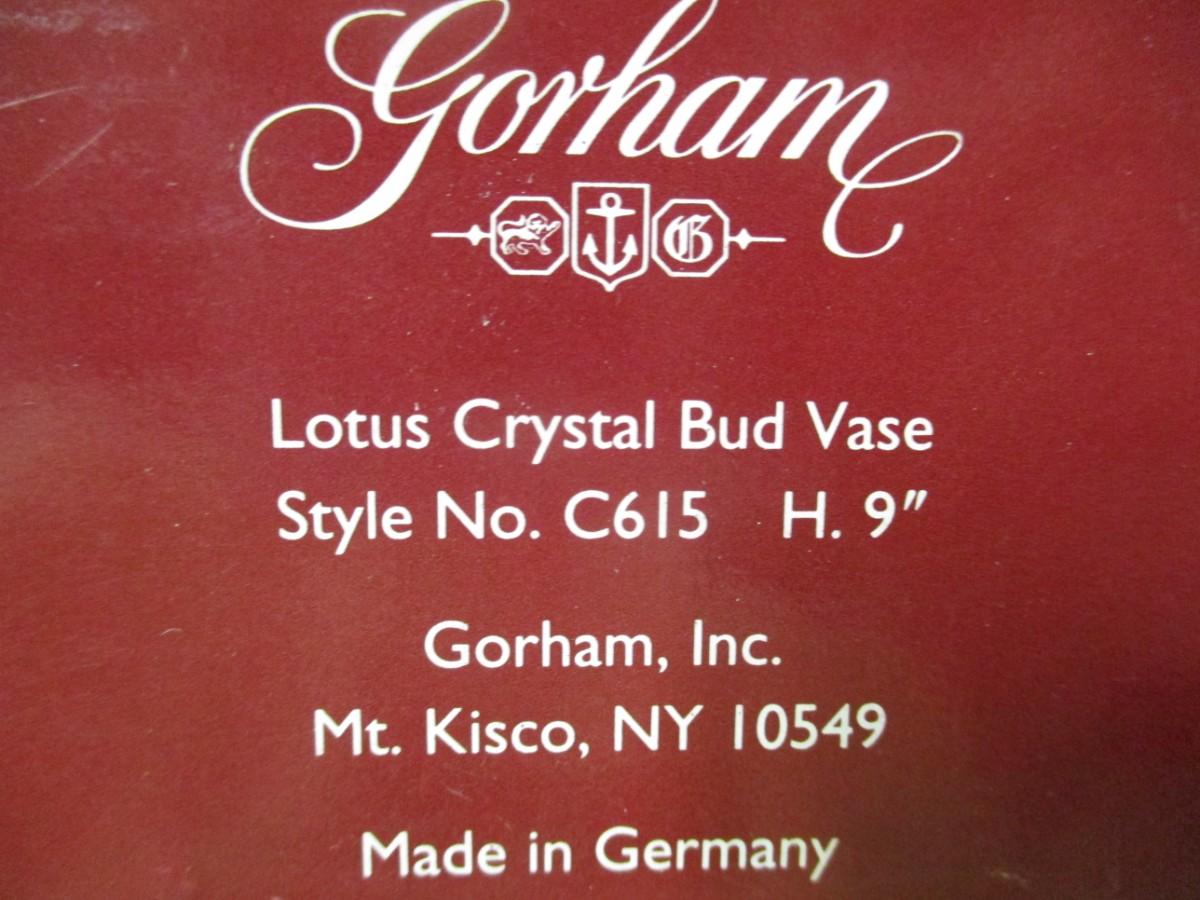 Gorham
G
Lotus Crystal Bud Vase
Style No. C615 H. 9"
Gorham, Inc.
Mt. Kisco, NY 10549
Made in Germany